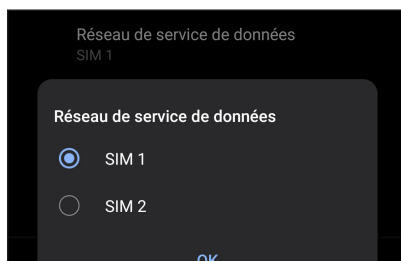 Réseau de service de données
SIM 1
Réseau de service de données
SIM 1
SIM 2
OK